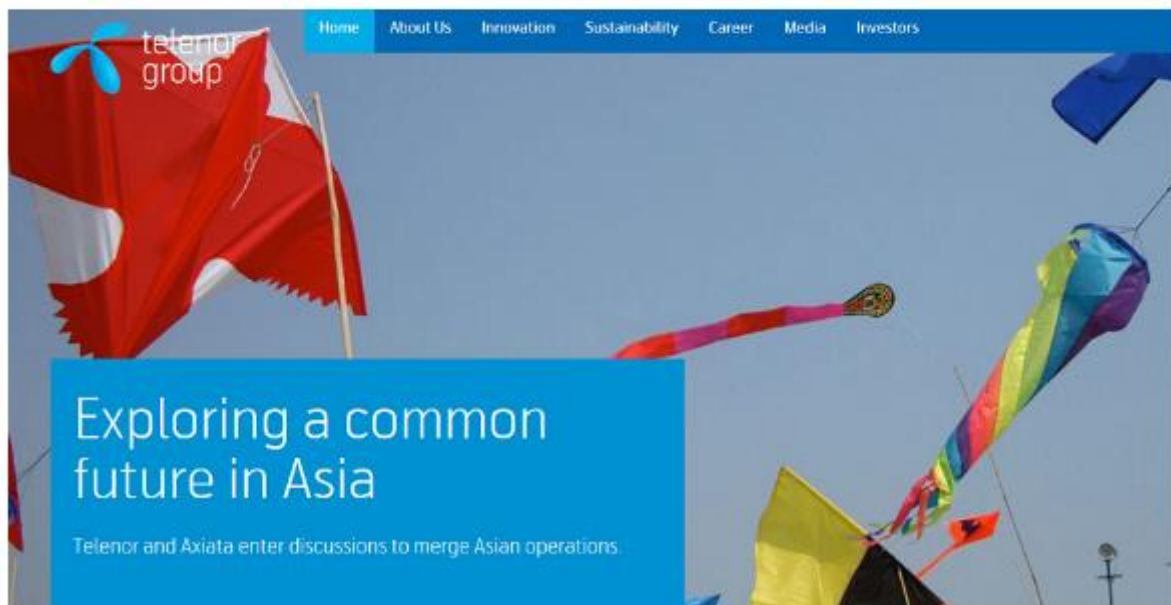 telenor
group
Home About Us Innovation Sustainability Career Media Investors
Exploring a common
future in Asia
Telenor and Axiata enter discussions to merge Asian operations.